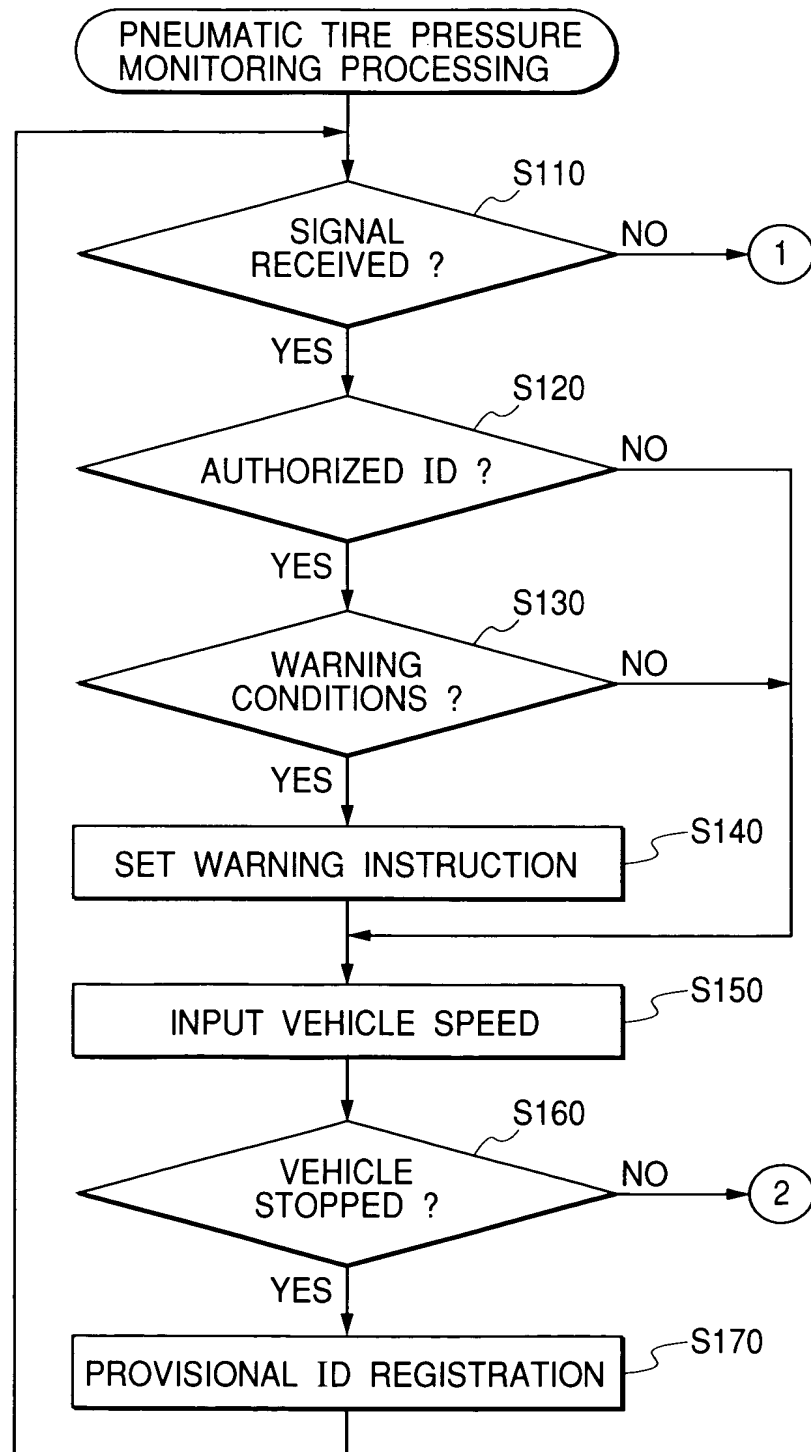 PNEUMATIC TIRE PRESSURE
MONITORING PROCESSING
S110
SIGNAL
RECEIVED ?
NO
1
YES
S120
AUTHORIZED ID ?
NO
YES
S130
WARNING
CONDITIONS ?
NO
YES
S140
SET WARNING INSTRUCTION
S150
INPUT VEHICLE SPEED
S160
VEHICLE
STOPPED ?
NO
2
YES
S170
PROVISIONAL ID REGISTRATION